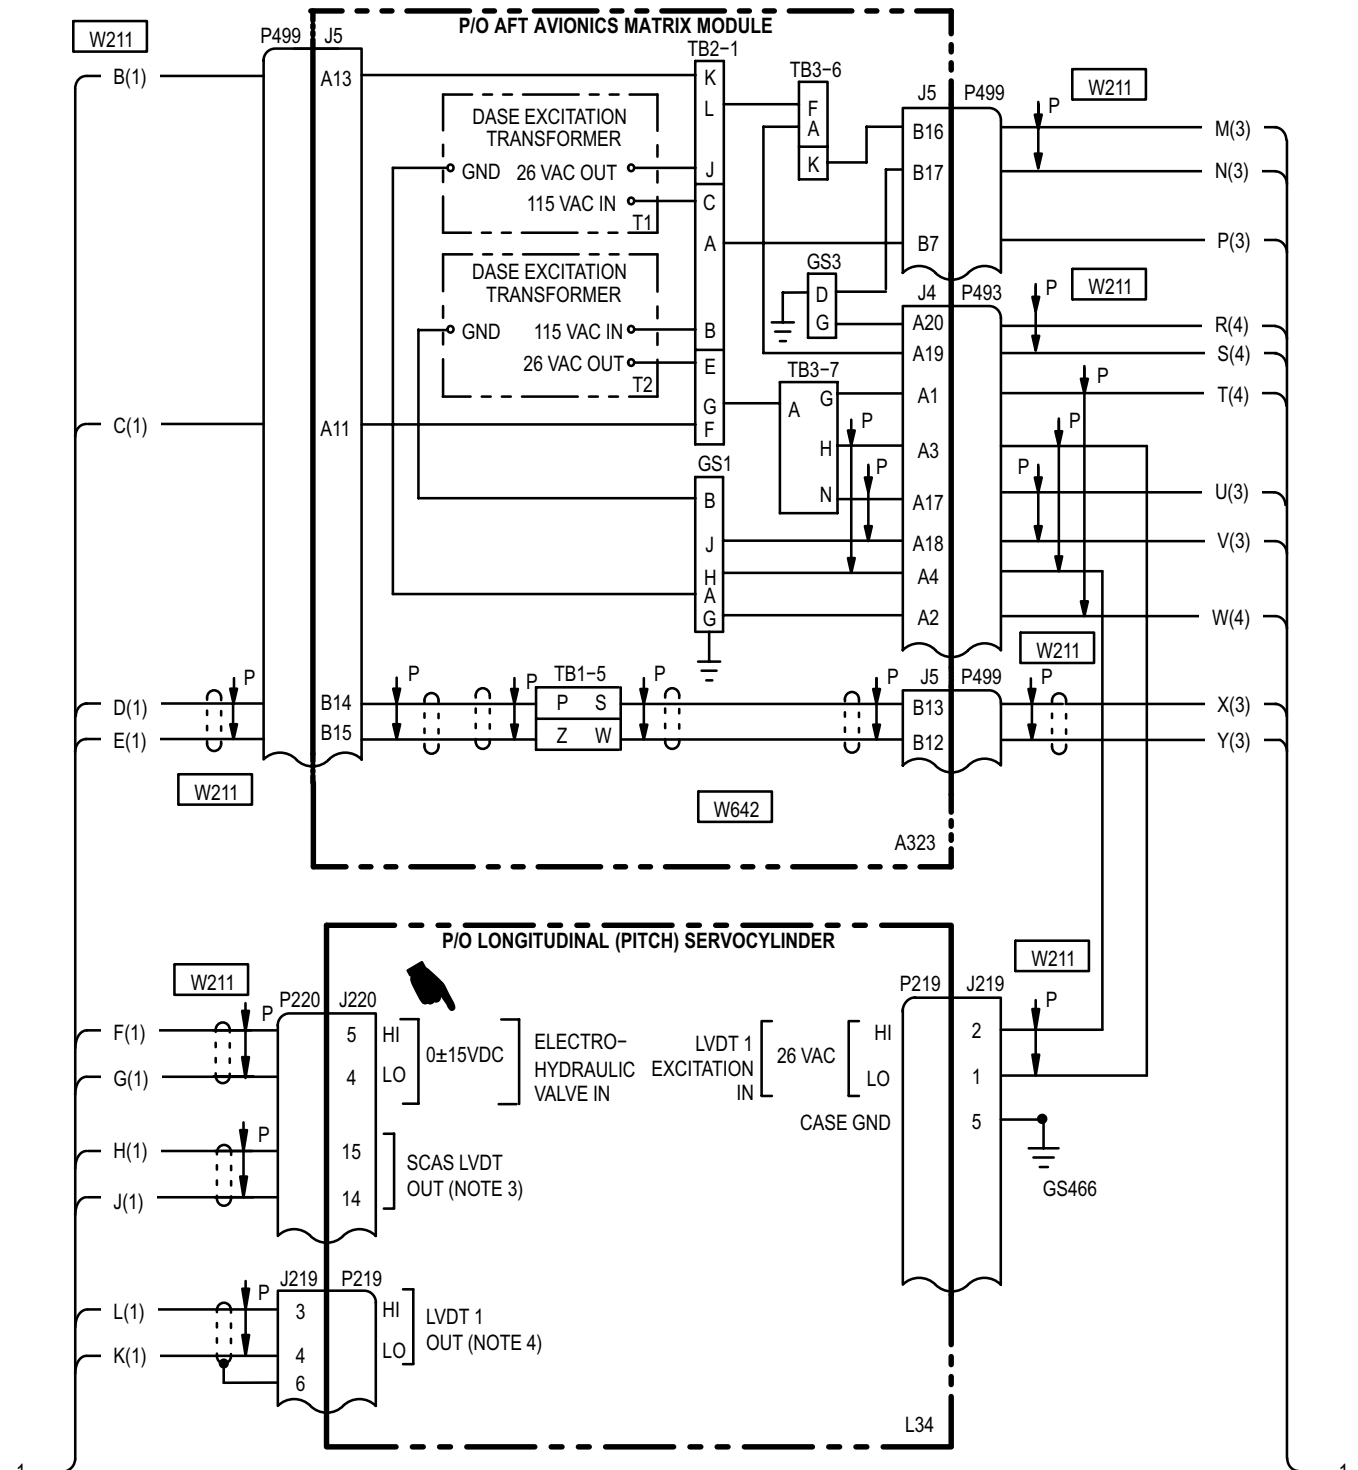 P/O AFT AVIONICS MATRIX MODULE
W211
P499 J5
TB2−1
TB3−6
B(1)
A13
K
L
J
C
A
B
E
G
F
F
A
K
DASE EXCITATION
TRANSFORMER
GND 26 VAC OUT
115 VAC IN
T1
DASE EXCITATION
TRANSFORMER
GND 115 VAC IN
26 VAC OUT
T2
J5 P499
W211
B16
P
M(3)
B17
N(3)
B7
P(3)
GS3
D
G
J4 P493
P
W211
A20
R(4)
A19
S(4)
TB3−7
A G
H
N
A1
P
T(4)
C(1)
A11
P
A3
P
GS1
B
J
H
A
G
P
A17
P
U(3)
A18
V(3)
A4
A2
W(4)
W211
P
P
P
TB1−5
P
P
J5 P499
P
D(1)
B14
P S
B13
X(3)
E(1)
B15
Z W
B12
Y(3)
W211
W642
A323
P/O LONGITUDINAL (PITCH) SERVOCYLINDER
W211
P220 J220
P
F(1)
5 HI
G(1)
4 LO
0±15VDC
ELECTRO−
HYDRAULIC
VALVE IN
LVDT 1
EXCITATION
IN
26 VAC
HI
LO
CASE GND
P219 J219
W211
P
2
1
5
GS466
P
H(1)
15
J(1)
14
SCAS LVDT
OUT (NOTE 3)
J219 P219
P
L(1)
3
HI
K(1)
4
LO
6
LVDT 1
OUT (NOTE 4)
L34
1
1